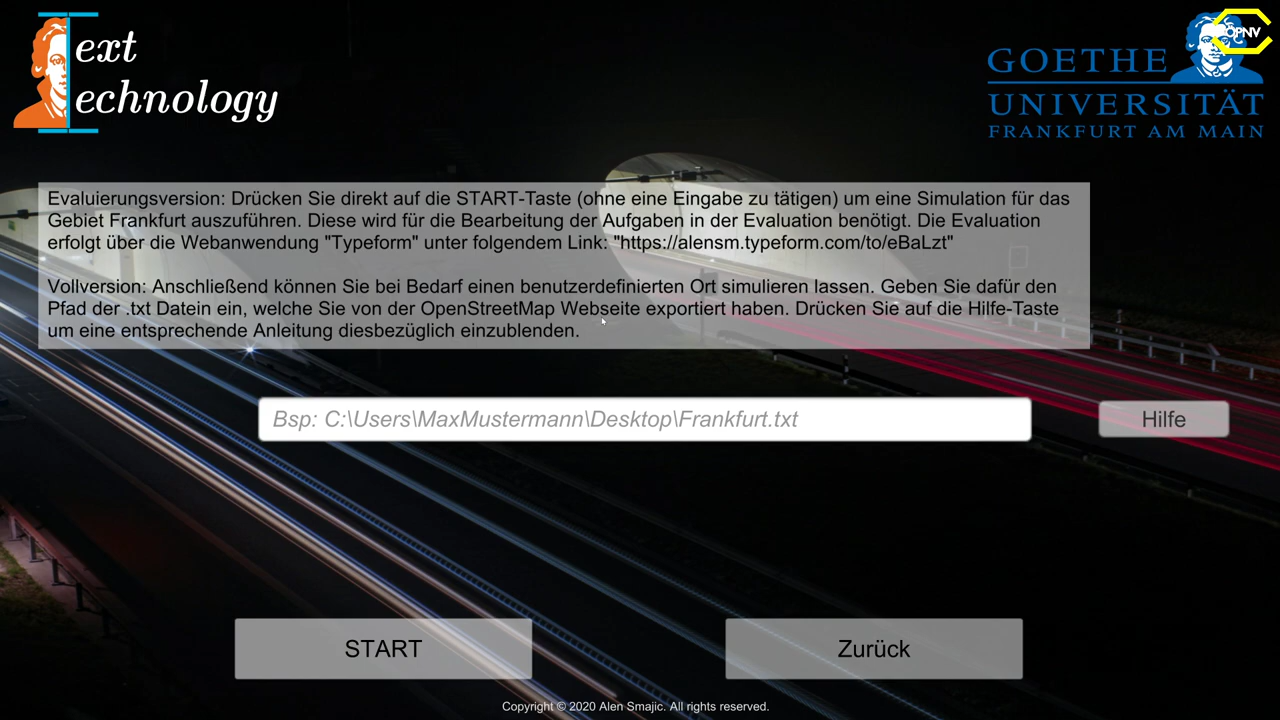 Text
Technology
ÖPNV
GOETHE
UNIVERSITÄT
FRANKFURT AM MAIN
Evaluierungsversion: Drücken Sie direkt auf die START-Taste (ohne eine Eingabe zu tätigen) um eine Simulation für das
Gebiet Frankfurt auszuführen. Diese wird für die Bearbeitung der Aufgaben in der Evaluation benötigt. Die Evaluation
erfolgt über die Webanwendung "Typeform" unter folgendem Link: "https://alensm.typeform.com/to/eBaLzt"
Vollversion: Anschließend können Sie bei Bedarf einen benutzerdefinierten Ort simulieren lassen. Geben Sie dafür den
Pfad der .txt Datein ein, welche Sie von der OpenStreetMap Webseite exportiert haben. Drücken Sie auf die Hilfe-Taste
um eine entsprechende Anleitung diesbezüglich einzublenden.
Bsp: C:\Users\MaxMustermann\Desktop\Frankfurt.txt
Hilfe
START
Zurück
Copyright © 2020 Alen Smajic. All rights reserved.